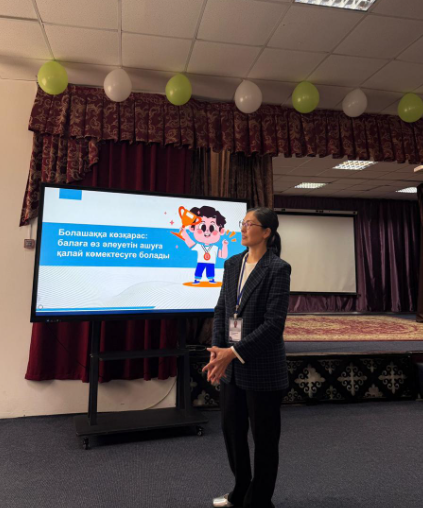 Болашаққа көзқарас:
балаға өз әлеуетін ашуға
қалай көмектесуге болады